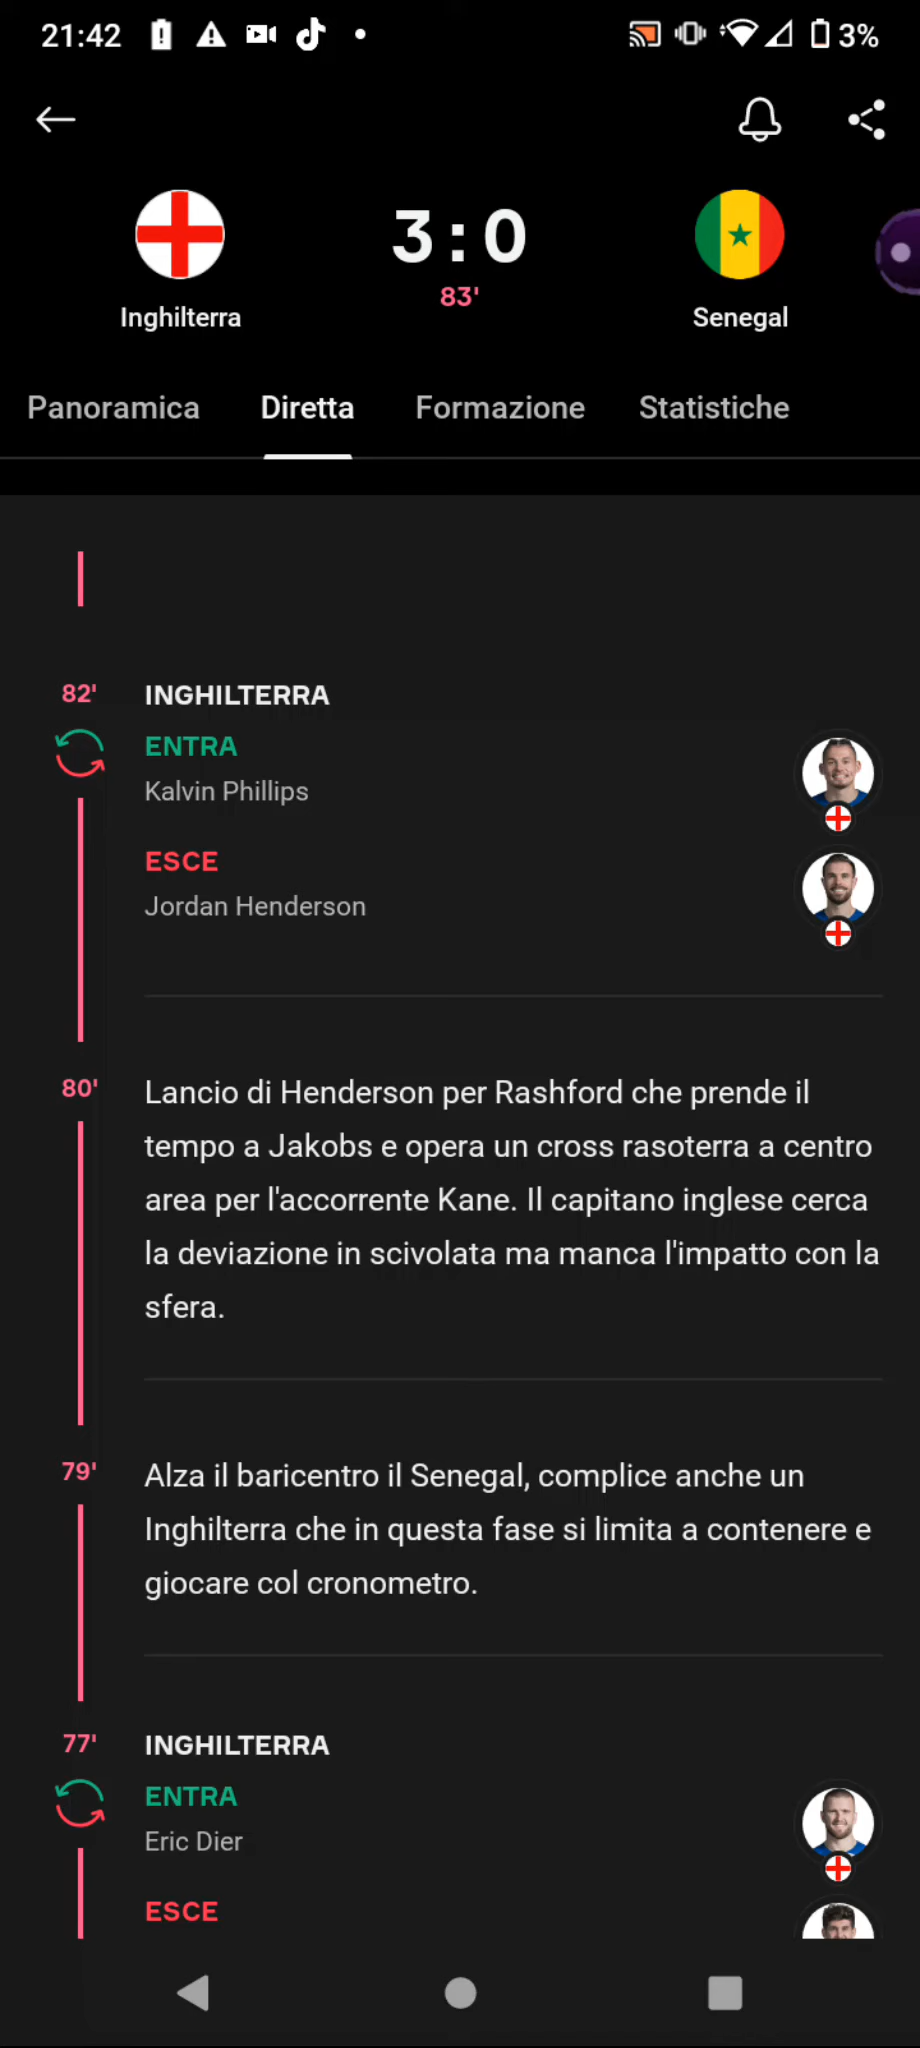 21:42
3%
3:0
83'
Inghilterra
Senegal
Panoramica
Diretta
Formazione
Statistiche
82'
INGHILTERRA
ENTRA
Kalvin Phillips
ESCE
Jordan Henderson
80'
Lancio di Henderson per Rashford che prende il
tempo a Jakobs e opera un cross rasoterra a centro
area per l'accorrente Kane. Il capitano inglese cerca
la deviazione in scivolata ma manca l'impatto con la
sfera.
79'
Alza il baricentro il Senegal, complice anche un
Inghilterra che in questa fase si limita a contenere e
giocare col cronometro.
77'
INGHILTERRA
ENTRA
Eric Dier
ESCE